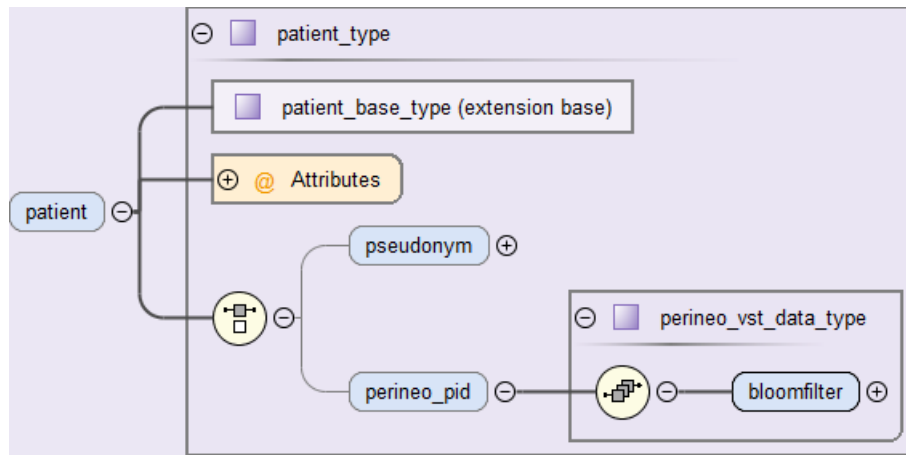 patient_type
patient_base_type (extension base)
@ Attributes
patient
pseudonym
perineo_vst_data_type
perineo_pid
bloomfilter